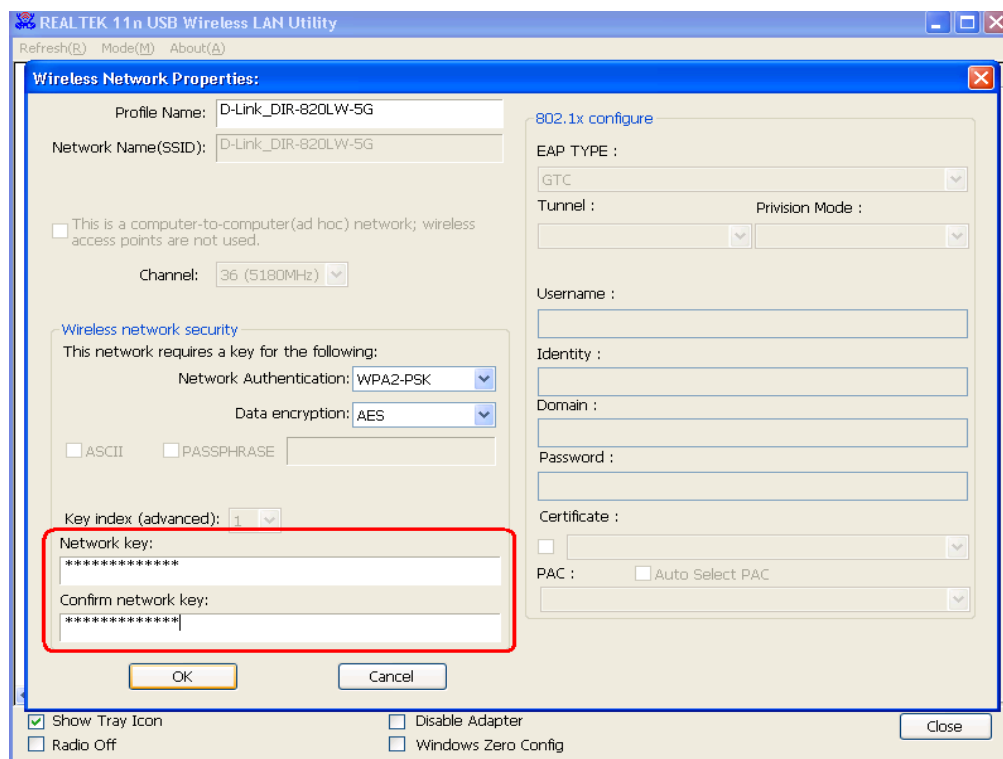 REALTEK 11n USB Wireless LAN Utility
Refresh(R) Mode(M) About(A)
Wireless Network Properties:
Profile Name: D-Link_DIR-820LW-5G
Network Name(SSID): D-Link_DIR-820LW-5G
This is a computer-to-computer(ad hoc) network; wireless
access points are not used.
Channel: 36 (5180MHz)
Wireless network security
This network requires a key for the following:
Network Authentication: WPA2-PSK
Data encryption: AES
ASCII PASSPHRASE
Key index (advanced): 1
Network key:
*************
Confirm network key:
*************
OK Cancel
802.1x configure
EAP TYPE :
GTC
Tunnel : Privision Mode :
Username :
Identity :
Domain :
Password :
Certificate :
PAC : Auto Select PAC
Show Tray Icon Disable Adapter Close
Radio Off Windows Zero Config